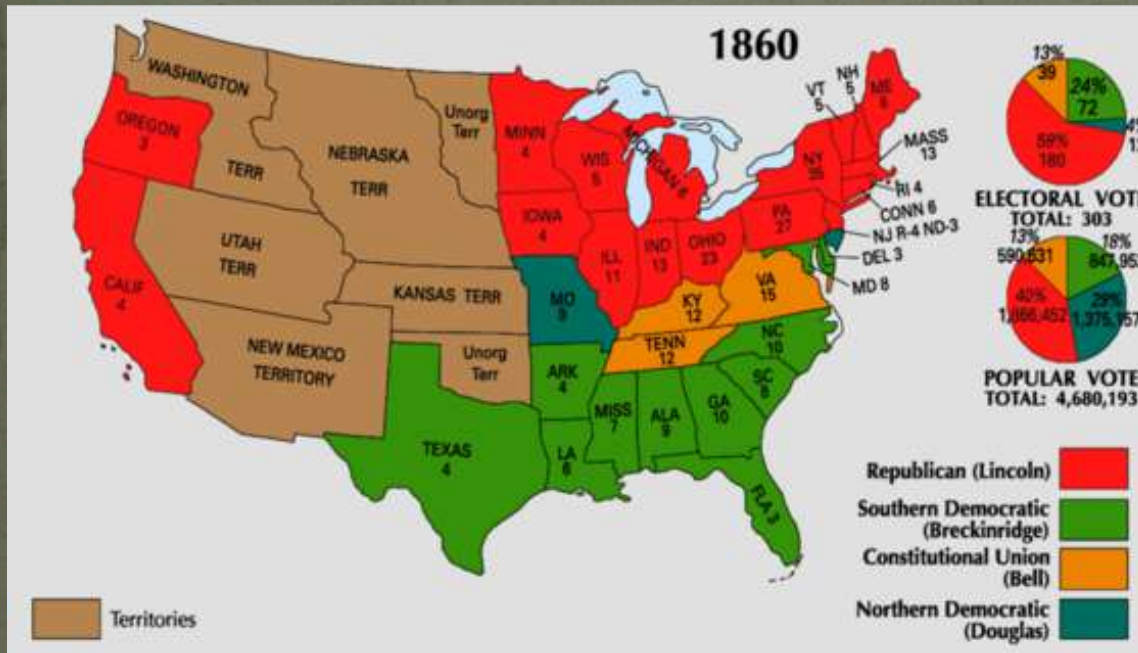 1860
WASHINGTON
TERR
OREGON
3
CALIF
4
NEBRASKA
TERR
Unorg
Terr
UTAH
TERR
KANSAS TERR
NEW MEXICO
TERRITORY
Unorg
Terr
MINN
4
WIS
5
MICHIGAN 6
IOWA
4
ILL
11
IND
13
OHIO
23
PA
27
NY
35
VT
5
NH
5
ME
8
MASS
13
RI 4
CONN 6
NJ R-4 ND-3
DEL 3
MD 8
MO
9
KY
12
VA
15
TENN
12
NC
10
SC
8
ARK
4
MISS
7
ALA
9
GA
10
TEXAS
4
LA
6
FLA 3
13%
39
24%
72
59%
180
ELECTORAL VOTE
TOTAL: 303
13%
18%
40%
29%
1,375,157
POPULAR VOTE
TOTAL: 4,680,193
Republican (Lincoln)
Southern Democratic
(Breckinridge)
Constitutional Union
(Bell)
Northern Democratic
(Douglas)
Territories